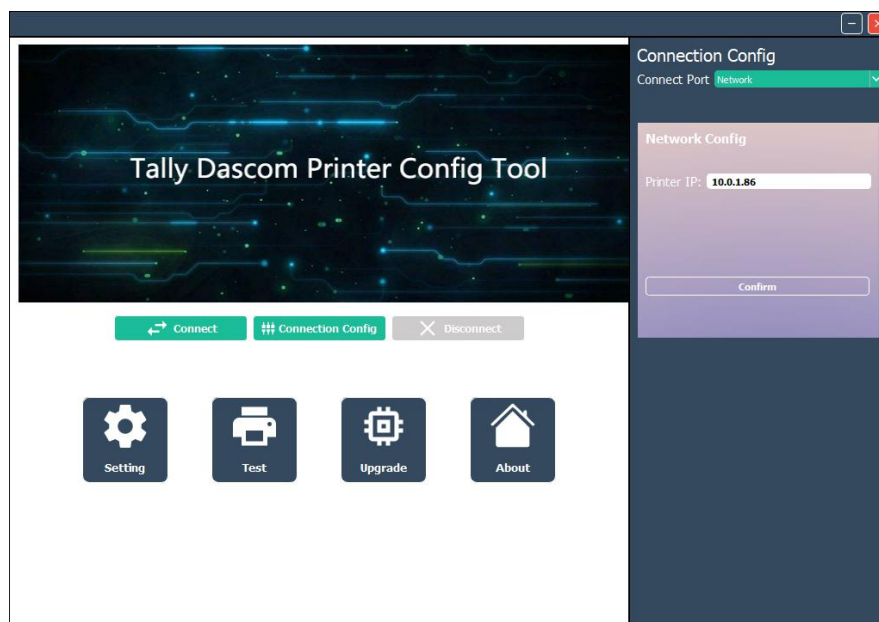 Tally Dascom Printer Config Tool
Connect
Connection Config
Disconnect
Setting
Test
Upgrade
About
Connection Config
Connect Port Network
Network Config
Printer IP: 10.0.1.86
Confirm